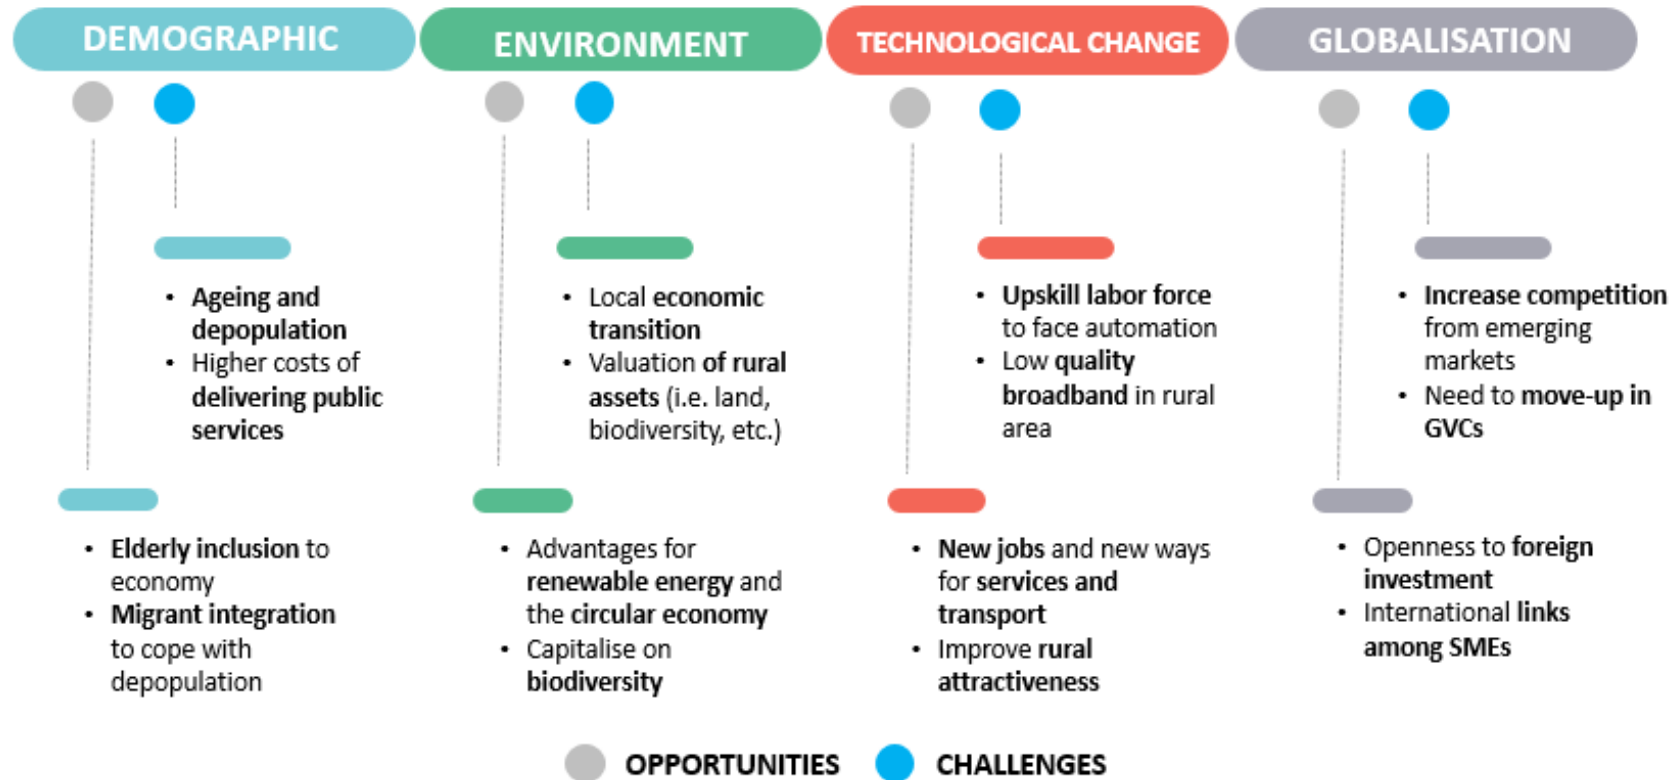 DEMOGRAPHIC
ENVIRONMENT
TECHNOLOGICAL CHANGE
GLOBALISATION
• Ageing and
depopulation
• Higher costs of
delivering public
services
• Local economic
transition
• Valuation of rural
assets (i.e. land,
biodiversity, etc.)
• Upskill labor force
to face automation
• Low quality
broadband in rural
area
• Increase competition
from emerging
markets
• Need to move-up in
GVCs
• Elderly inclusion to
economy
• Migrant integration
to cope with
depopulation
• Advantages for
renewable energy and
the circular economy
• Capitalise on
biodiversity
• New jobs and new ways
for services and
transport
• Improve rural
attractiveness
• Openness to foreign
investment
• International links
among SMEs
OPPORTUNITIES
CHALLENGES